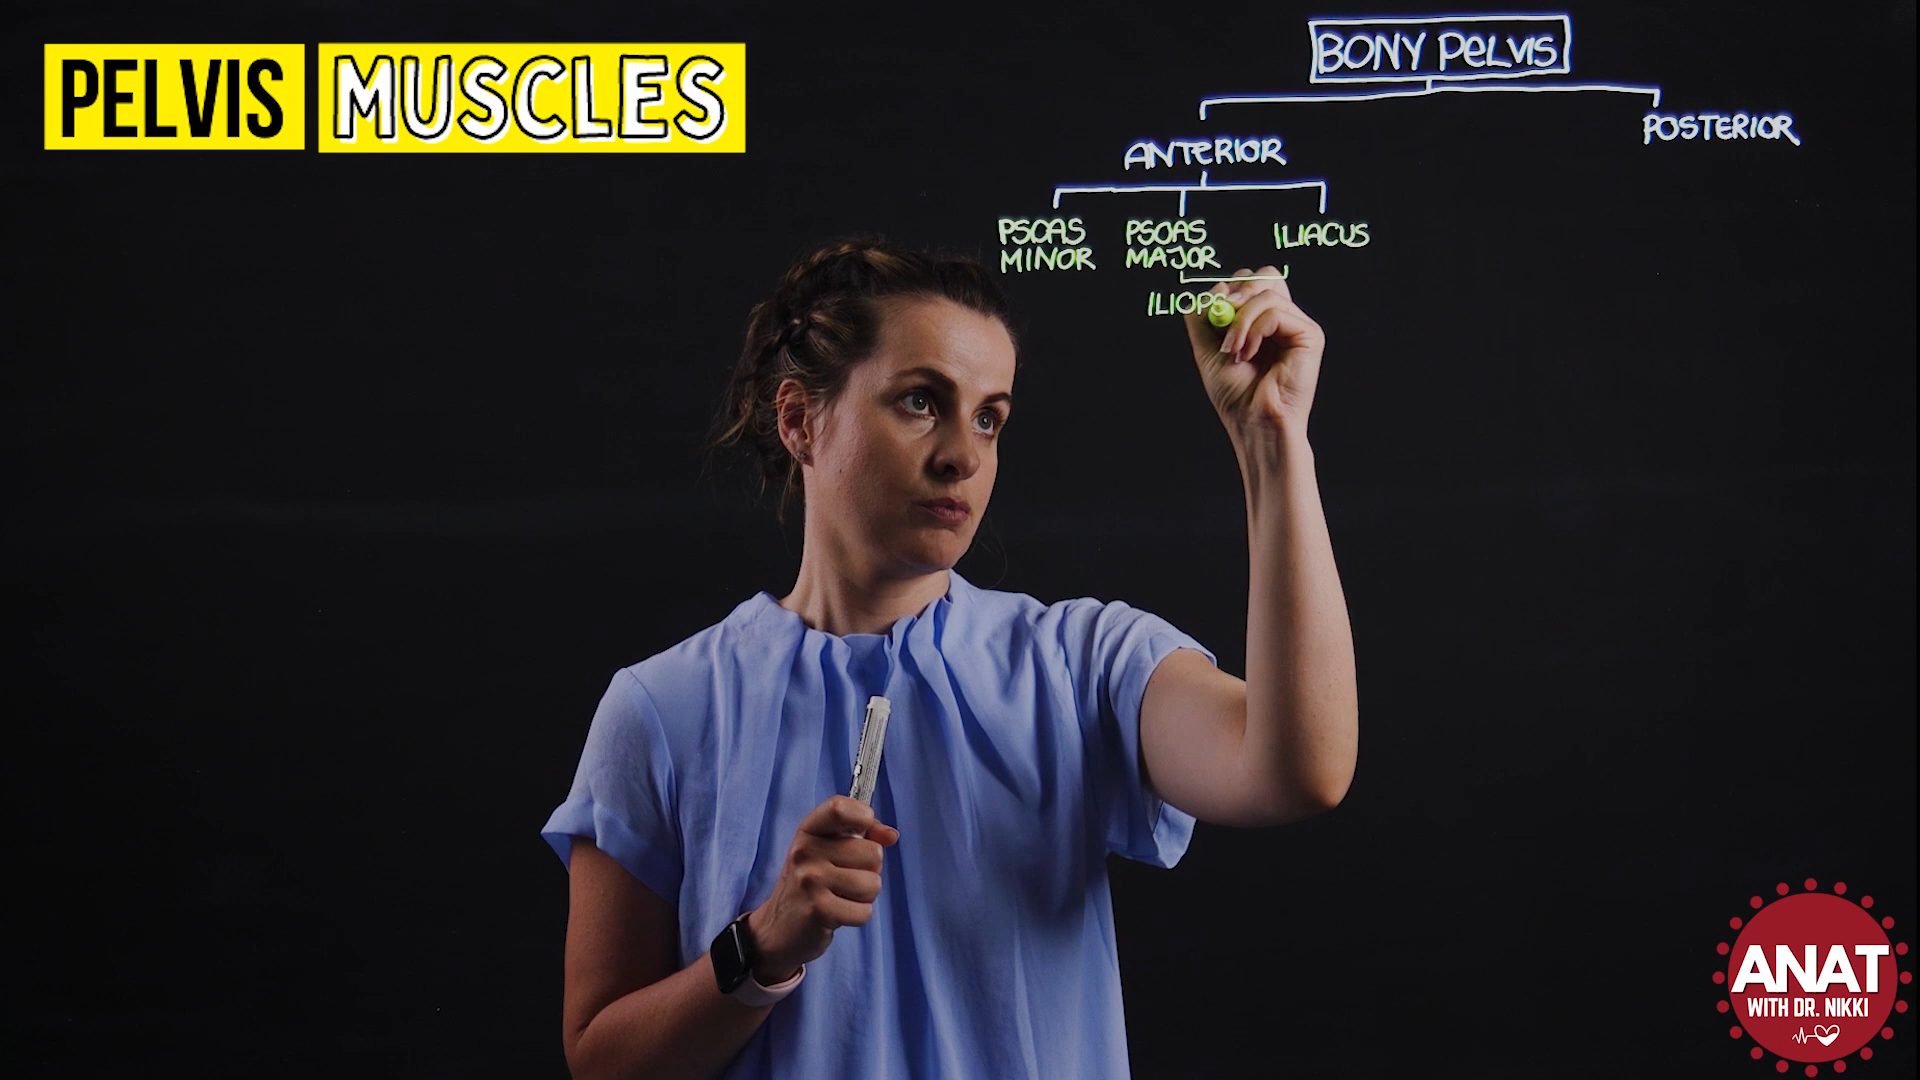 PELVIS MUSCLES
BONY PELVIS
POSTERIOR
ANTERIOR
PSOAS MINOR
PSOAS MAJOR
ILIACUS
ILIOPS
ANAT
WITH DR. NIKKI